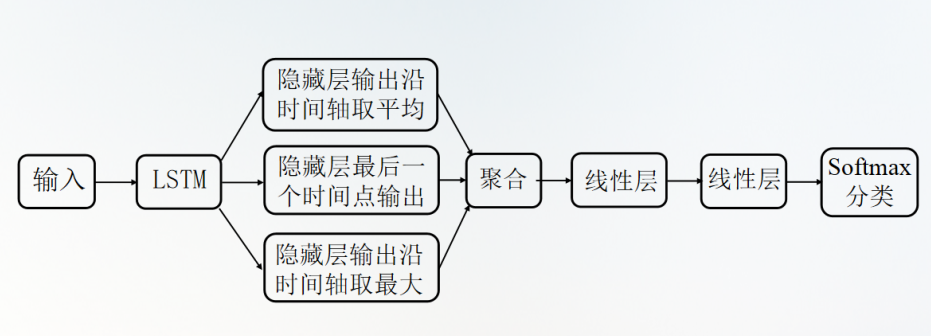 输入
LSTM
隐藏层输出沿
时间轴取平均
隐藏层最后一
个时间点输出
隐藏层输出沿
时间轴取最大
聚合
线性层
线性层
Softmax
分类